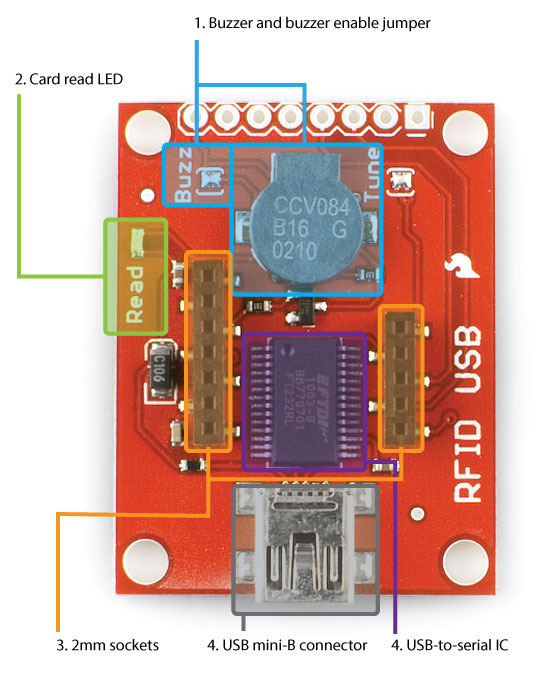 1. Buzzer and buzzer enable jumper
2. Card read LED
Buzz
Tune
CCV084
B16 G
0210
Read
C106
FTDI
1003-B
88779701
FT232RL
RFID USB
3. 2mm sockets
4. USB mini-B connector
4. USB-to-serial IC